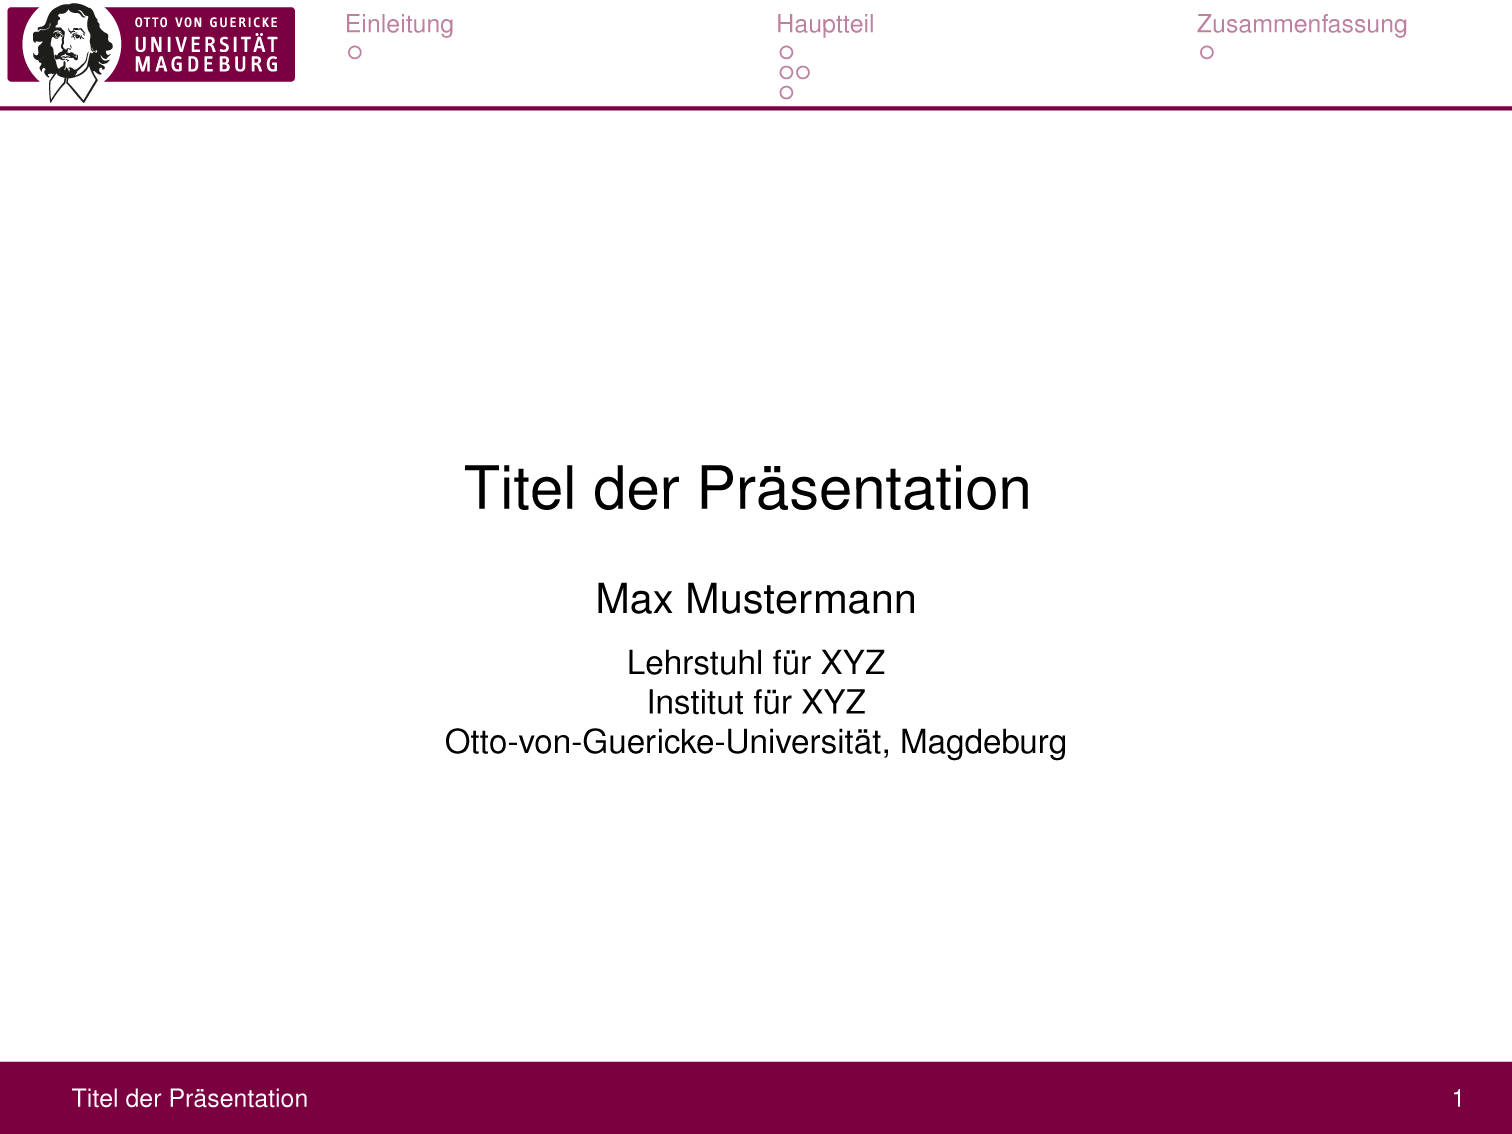 OTTO VON GUERICKE
UNIVERSITÄT
MAGDEBURG
Einleitung
Hauptteil
Zusammenfassung
Titel der Präsentation
Max Mustermann
Lehrstuhl für XYZ
Institut für XYZ
Otto-von-Guericke-Universität, Magdeburg
Titel der Präsentation
1